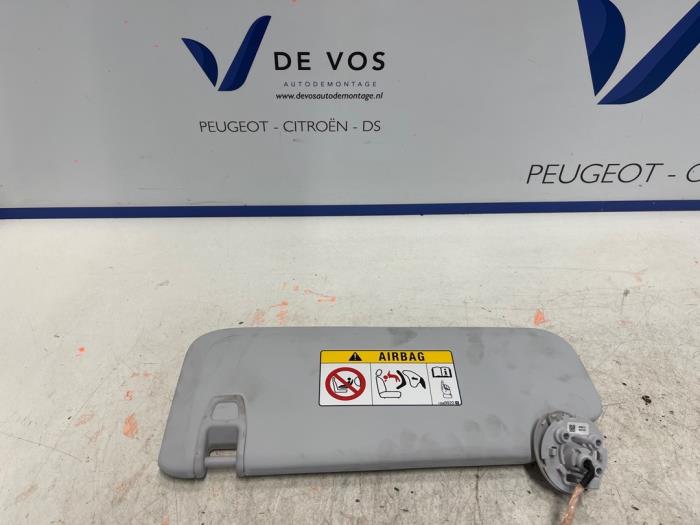 DE VOS
AUTODEMONTAGE
www.devosautodemontage.nl
PEUGEOT - CITROËN - DS
PEUGEOT - C
AIRBAG